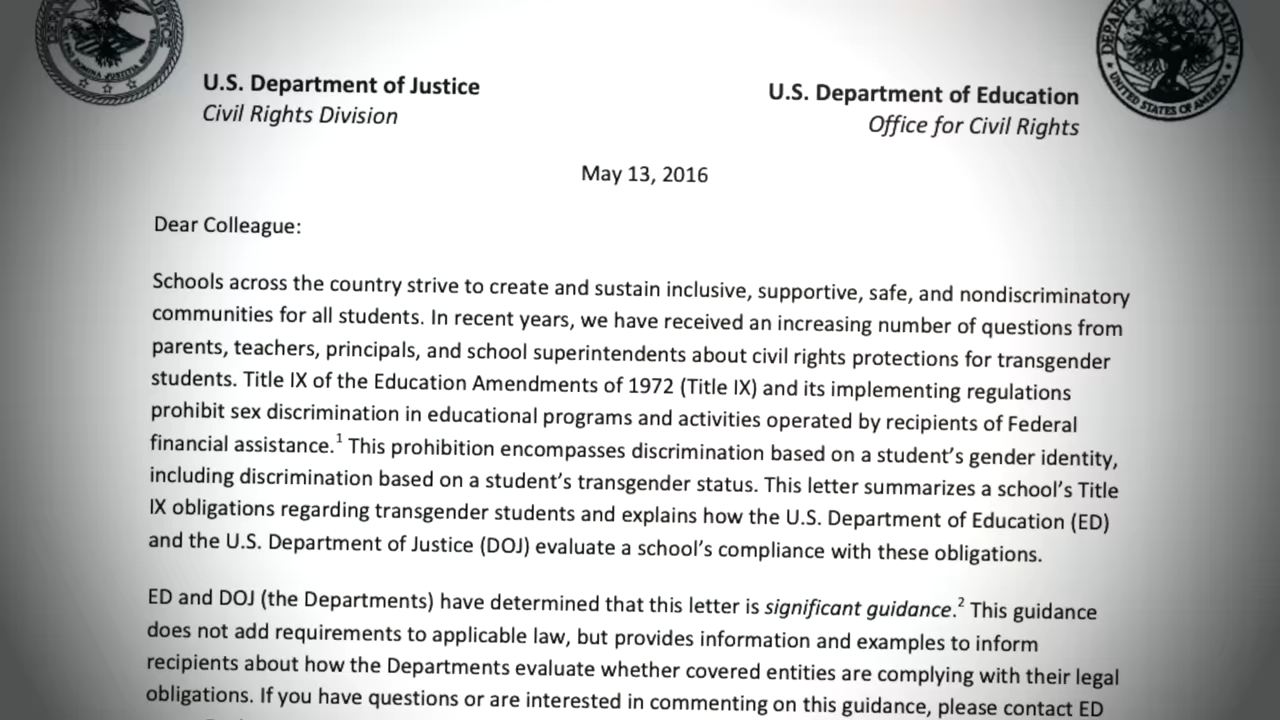 U.S. Department of Justice
Civil Rights Division
U.S. Department of Education
Office for Civil Rights
UNITED STATES OF AMERICA
May 13, 2016
Dear Colleague:
Schools across the country strive to create and sustain inclusive, supportive, safe, and nondiscriminatory
communities for all students. In recent years, we have received an increasing number of questions from
parents, teachers, principals, and school superintendents about civil rights protections for transgender
students. Title IX of the Education Amendments of 1972 (Title IX) and its implementing regulations
prohibit sex discrimination in educational programs and activities operated by recipients of Federal
financial assistance.1 This prohibition encompasses discrimination based on a student’s gender identity,
including discrimination based on a student’s transgender status. This letter summarizes a school’s Title
IX obligations regarding transgender students and explains how the U.S. Department of Education (ED)
and the U.S. Department of Justice (DOJ) evaluate a school’s compliance with these obligations.
ED and DOJ (the Departments) have determined that this letter is significant guidance.2 This guidance
does not add requirements to applicable law, but provides information and examples to inform
recipients about how the Departments evaluate whether covered entities are complying with their legal
obligations. If you have questions or are interested in commenting on this guidance, please contact ED